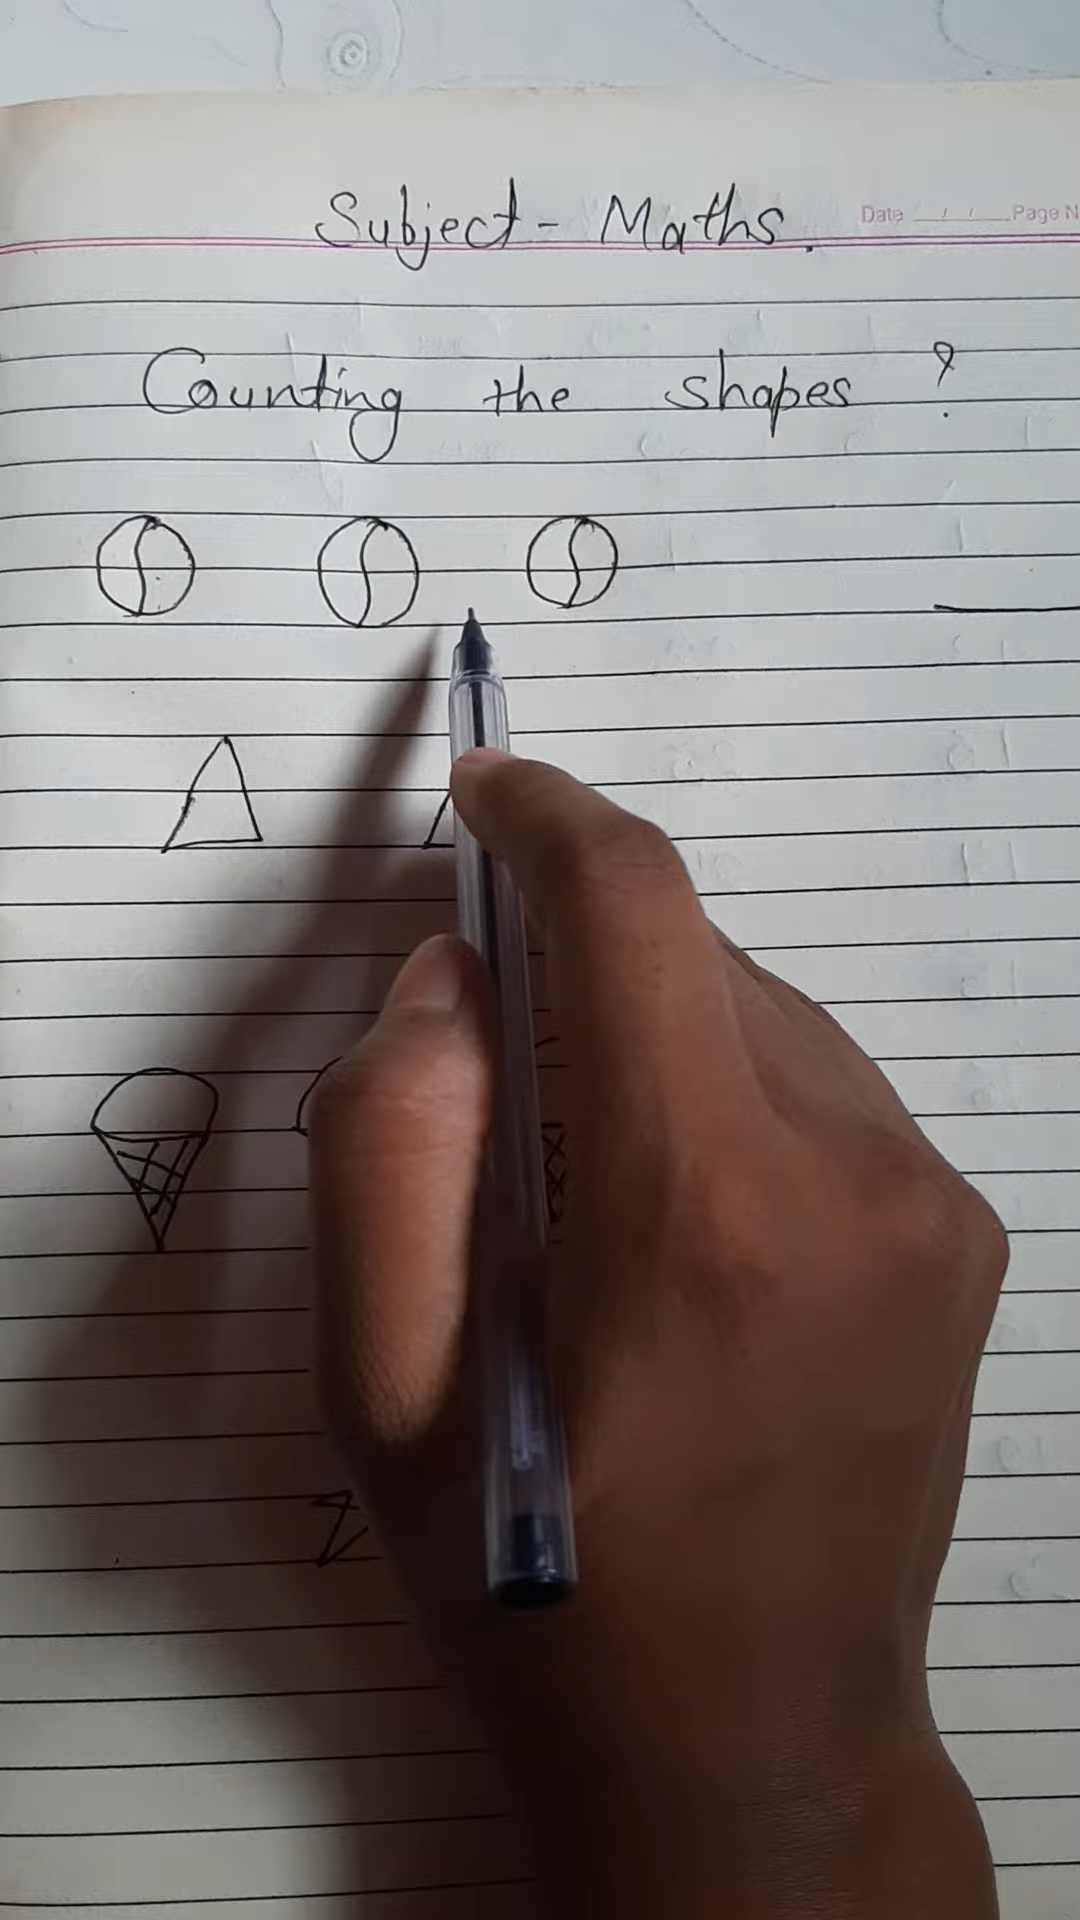 Subject - Maths.
Date / / Page N
Counting the shapes ?